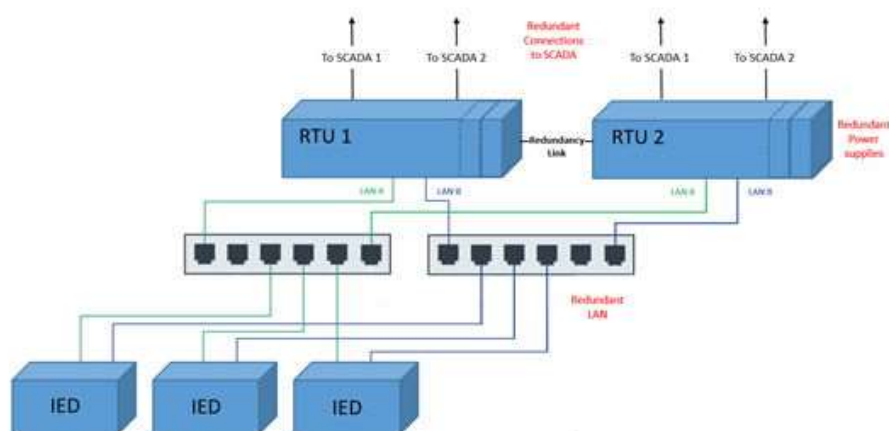 Redundant
Connections
to SCADA
To SCADA 1
To SCADA 2
To SCADA 1
To SCADA 2
RTU 1
Redundancy
Link
RTU 2
Redundant
Power
supplies
LAN A
LAN B
LAN A
LAN B
Redundant
LAN
IED
IED
IED